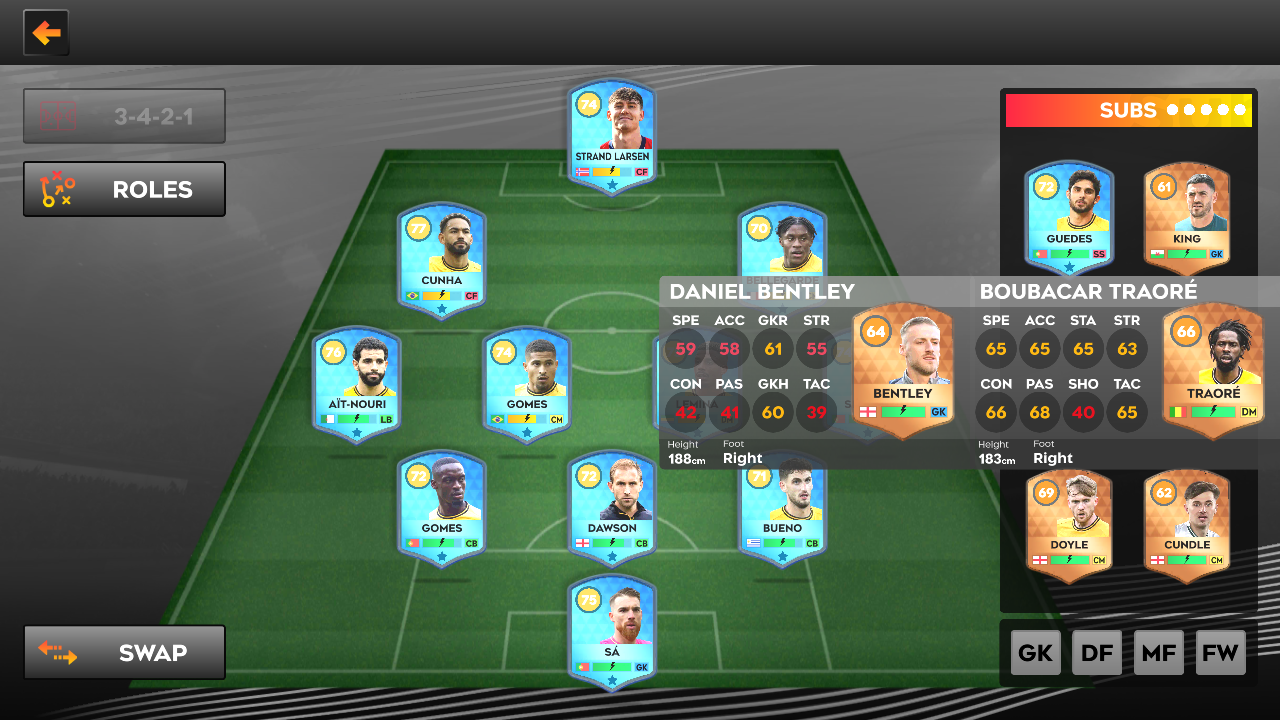 3-4-2-1
ROLES
74
STRAND LARSEN
CF
77
CUNHA
CF
70
BELLEGARDE
SUBS
72
GUEDES
SS
61
KING
GK
76
AÏT-NOURI
LB
74
GOMES
CM
LEMINA
DANIEL BENTLEY
SPE ACC GKR STR
59 58 61 55
CON PAS GKH TAC
42 41 60 39
Height Foot
188cm Right
64
BENTLEY
GK
BOUBACAR TRAORÉ
SPE ACC STA STR
65 65 65 63
CON PAS SHO TAC
66 68 40 65
Height Foot
183cm Right
66
TRAORÉ
DM
72
GOMES
CB
72
DAWSON
CB
71
BUENO
CB
69
DOYLE
CM
62
CUNDLE
CM
75
SÁ
GK
SWAP
GK DF MF FW